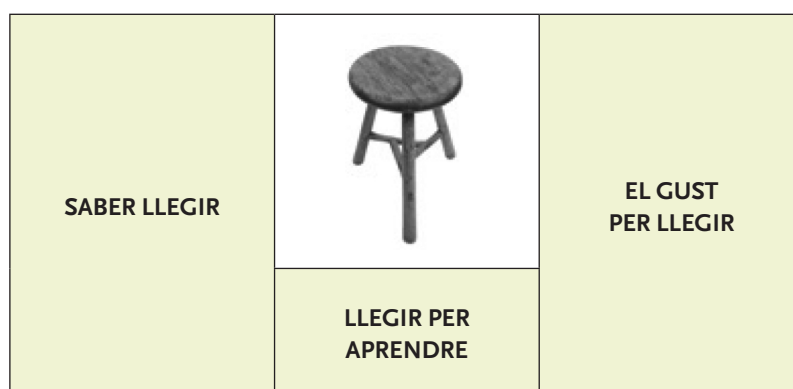 SABER LLEGIR
LLEGIR PER
APRENDRE
EL GUST
PER LLEGIR